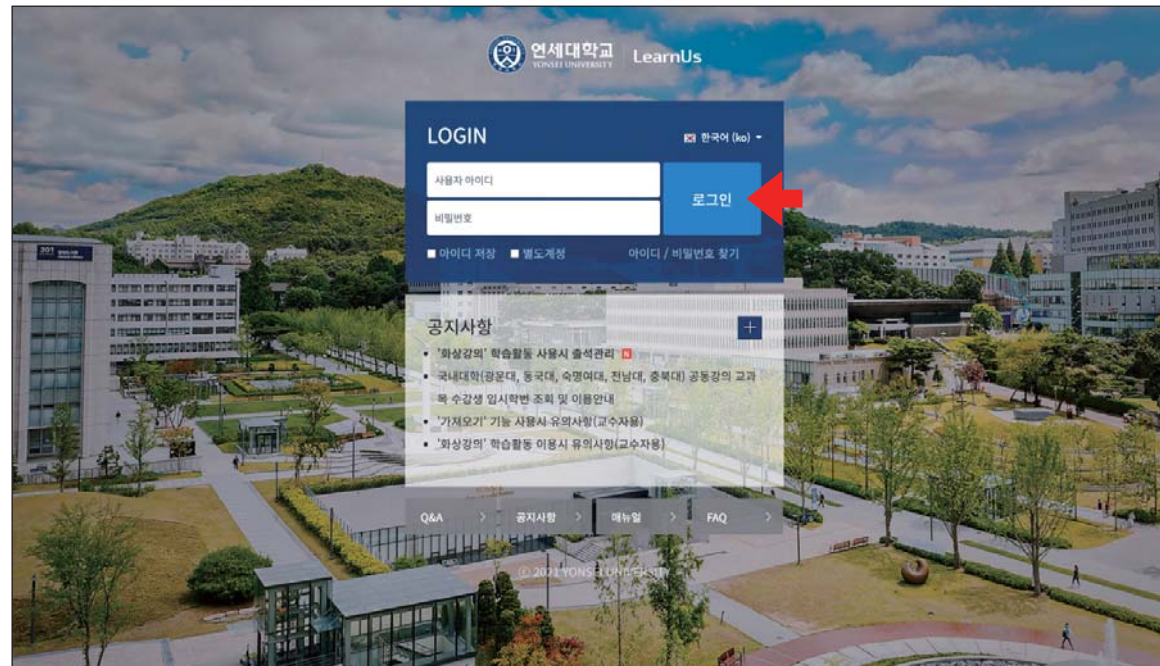 연세대학교
YONSEI UNIVERSITY
LearnUs
LOGIN
한국어 (ko)
사용자 아이디
로그인
비밀번호
아이디 저장
별도계정
아이디 / 비밀번호 찾기
301
공지사항
+
'화상강의' 학습활동 사용시 출석관리 N
국내대학(광운대, 동국대, 숙명여대, 전남대, 충북대) 공동강의 교과
목 수강생 임시학번 조회 및 이용안내
'가져오기' 기능 사용시 유의사항(교수자용)
'화상강의' 학습활동 이용시 유의사항(교수자용)
Q&A >
공지사항 >
매뉴얼 >
FAQ >
ⓒ 2021 YONSEI UNIVERSITY